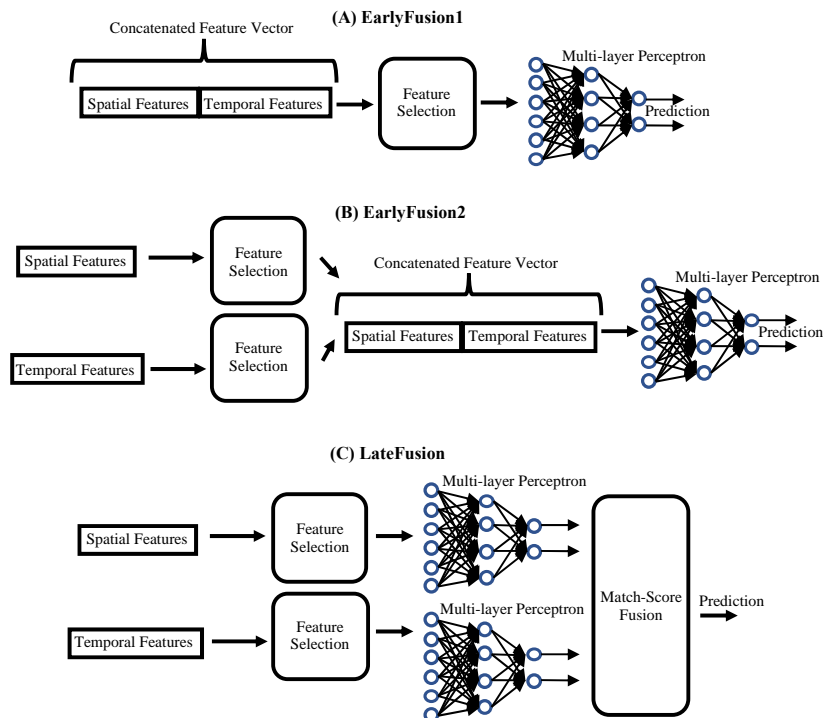 (A) EarlyFusion1
Concatenated Feature Vector
Multi-layer Perceptron
Spatial Features
Temporal Features
Feature
Selection
Prediction
(B) EarlyFusion2
Spatial Features
Feature
Selection
Concatenated Feature Vector
Multi-layer Perceptron
Spatial Features
Temporal Features
Prediction
Temporal Features
Feature
Selection
(C) LateFusion
Multi-layer Perceptron
Spatial Features
Feature
Selection
Multi-layer Perceptron
Temporal Features
Feature
Selection
Match-Score
Fusion
Prediction